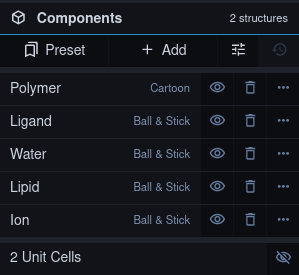 Components 2 structures
Preset + Add
Polymer Cartoon
Ligand Ball & Stick
Water Ball & Stick
Lipid Ball & Stick
Ion Ball & Stick
2 Unit Cells